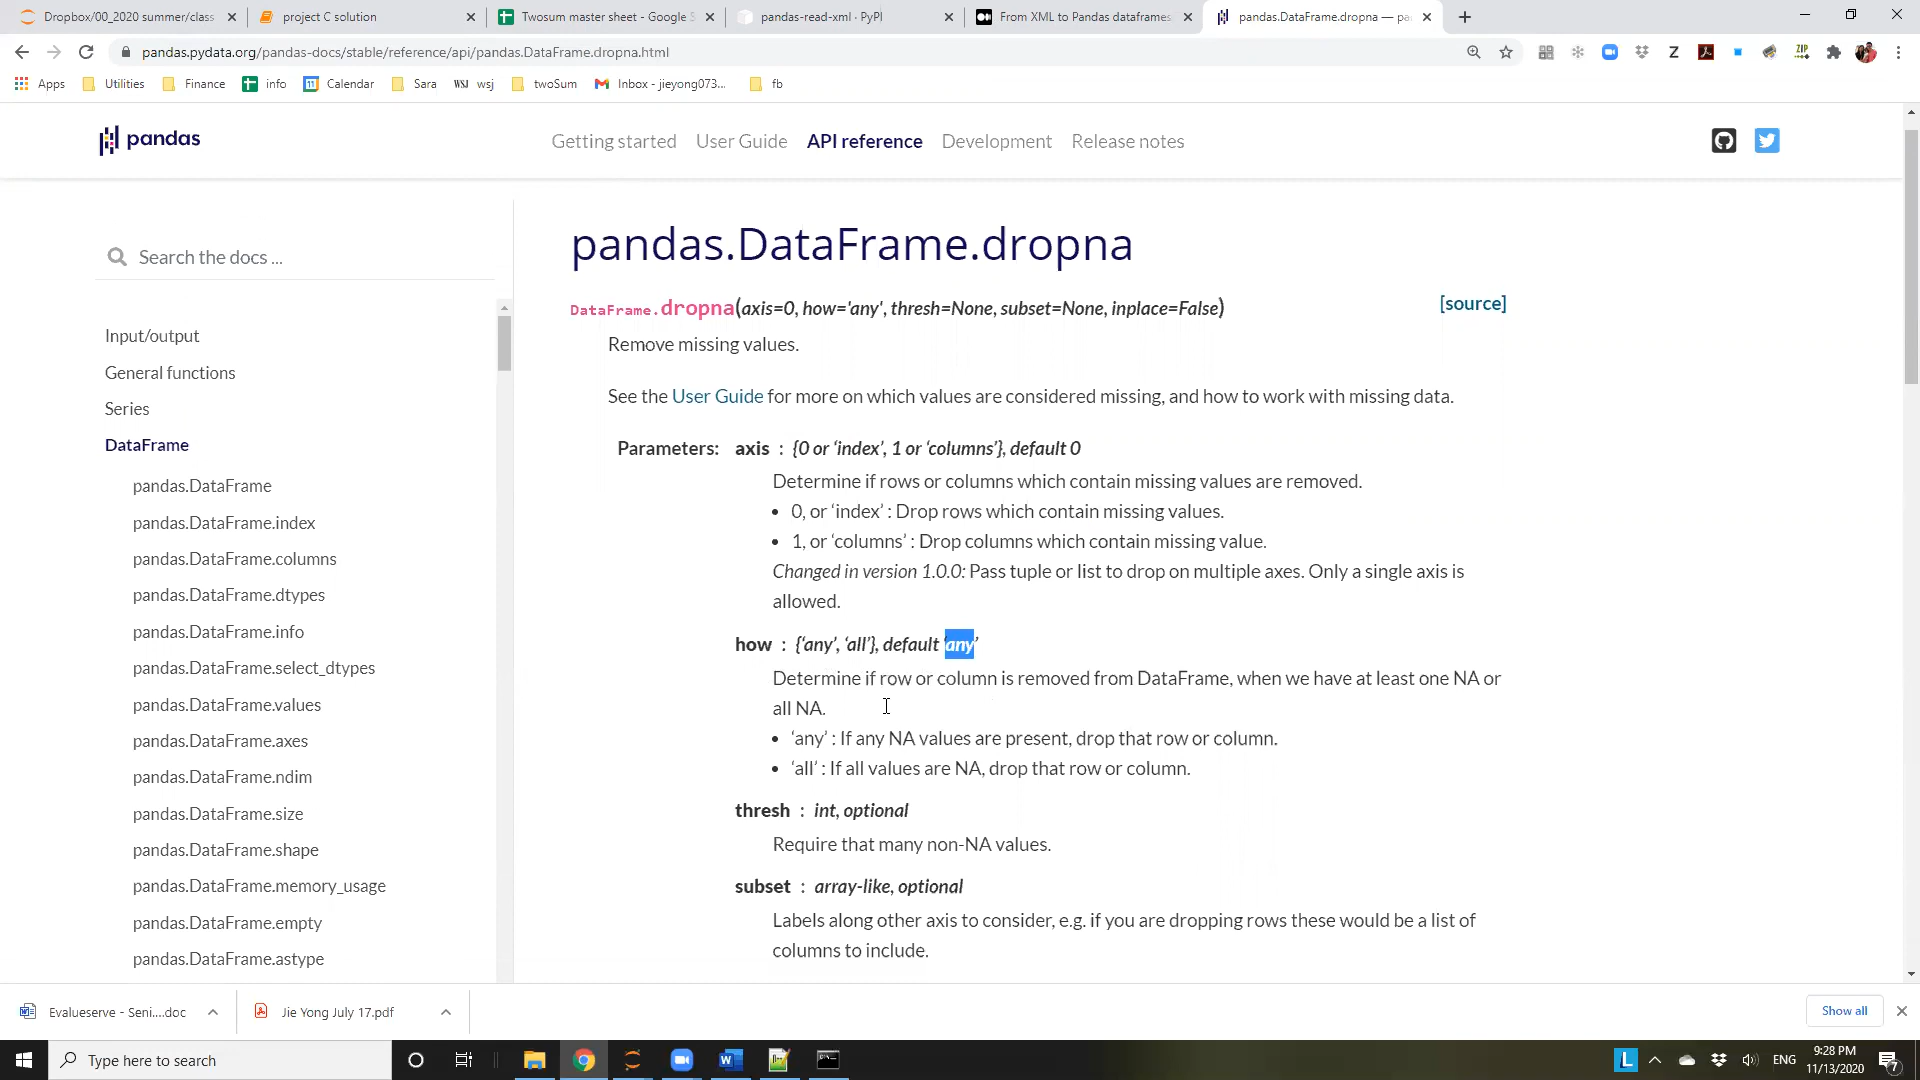 Dropbox/00_2020 summer/class
project C solution
Twosum master sheet - Google S
pandas-read-xml · PyPI
From XML to Pandas dataframes
pandas.DataFrame.dropna — pa
pandas.pydata.org/pandas-docs/stable/reference/api/pandas.DataFrame.dropna.html
Apps
Utilities
Finance
info
Calendar
Sara
WSJ wsj
twoSum
Inbox - jieyong073...
fb
pandas
Getting started
User Guide
API reference
Development
Release notes
Search the docs ...
Input/output
General functions
Series
DataFrame
pandas.DataFrame
pandas.DataFrame.index
pandas.DataFrame.columns
pandas.DataFrame.dtypes
pandas.DataFrame.info
pandas.DataFrame.select_dtypes
pandas.DataFrame.values
pandas.DataFrame.axes
pandas.DataFrame.ndim
pandas.DataFrame.size
pandas.DataFrame.shape
pandas.DataFrame.memory_usage
pandas.DataFrame.empty
pandas.DataFrame.astype
pandas.DataFrame.dropna
DataFrame.dropna(axis=0, how='any', thresh=None, subset=None, inplace=False)
[source]
Remove missing values.
See the User Guide for more on which values are considered missing, and how to work with missing data.
Parameters: axis : {0 or ‘index’, 1 or ‘columns’}, default 0
Determine if rows or columns which contain missing values are removed.
• 0, or ‘index’ : Drop rows which contain missing values.
• 1, or ‘columns’ : Drop columns which contain missing value.
Changed in version 1.0.0: Pass tuple or list to drop on multiple axes. Only a single axis is
allowed.
how : {‘any’, ‘all’}, default ‘any’
Determine if row or column is removed from DataFrame, when we have at least one NA or
all NA.
• ‘any’ : If any NA values are present, drop that row or column.
• ‘all’ : If all values are NA, drop that row or column.
thresh : int, optional
Require that many non-NA values.
subset : array-like, optional
Labels along other axis to consider, e.g. if you are dropping rows these would be a list of
columns to include.
Evalueserve - Seni....doc
Jie Yong July 17.pdf
Show all
Type here to search
ENG
9:28 PM
11/13/2020
7